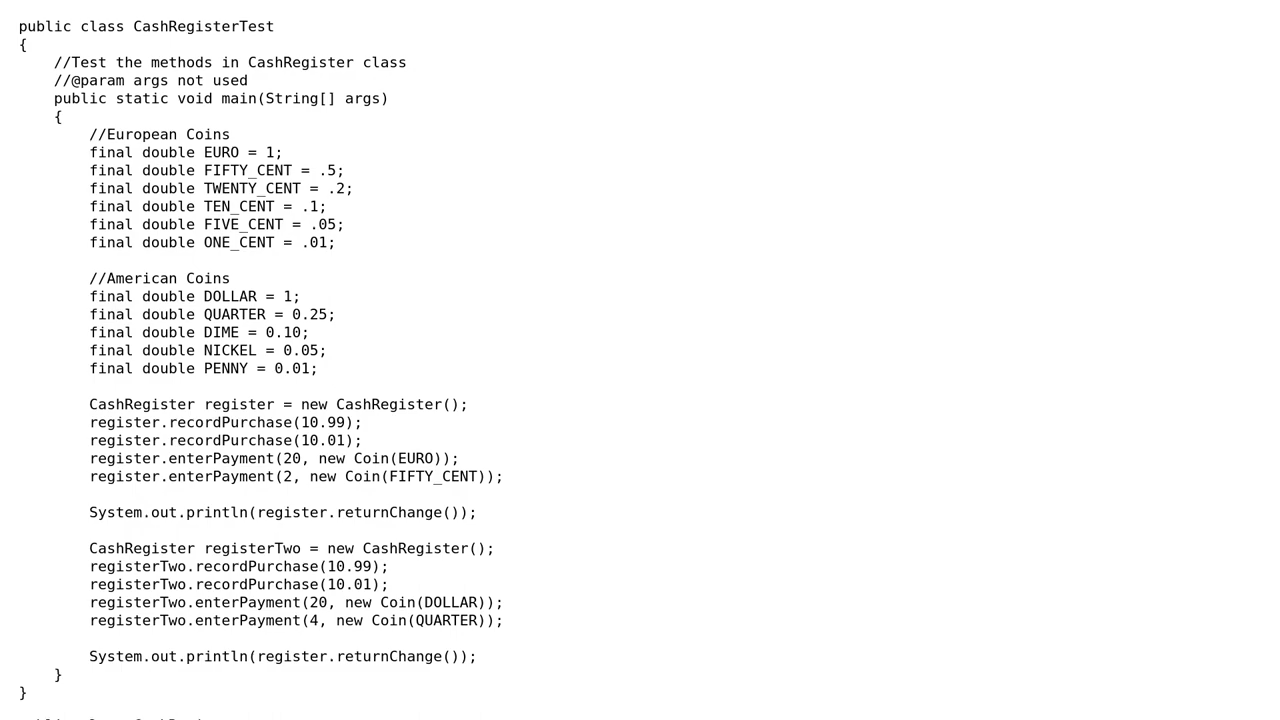 public class CashRegisterTest
{
    //Test the methods in CashRegister class
    //@param args not used
    public static void main(String[] args)
    {
        //European Coins
        final double EURO = 1;
        final double FIFTY_CENT = .5;
        final double TWENTY_CENT = .2;
        final double TEN_CENT = .1;
        final double FIVE_CENT = .05;
        final double ONE_CENT = .01;

        //American Coins
        final double DOLLAR = 1;
        final double QUARTER = 0.25;
        final double DIME = 0.10;
        final double NICKEL = 0.05;
        final double PENNY = 0.01;

        CashRegister register = new CashRegister();
        register.recordPurchase(10.99);
        register.recordPurchase(10.01);
        register.enterPayment(20, new Coin(EURO));
        register.enterPayment(2, new Coin(FIFTY_CENT));

        System.out.println(register.returnChange());

        CashRegister registerTwo = new CashRegister();
        registerTwo.recordPurchase(10.99);
        registerTwo.recordPurchase(10.01);
        registerTwo.enterPayment(20, new Coin(DOLLAR));
        registerTwo.enterPayment(4, new Coin(QUARTER));

        System.out.println(register.returnChange());
    }
}